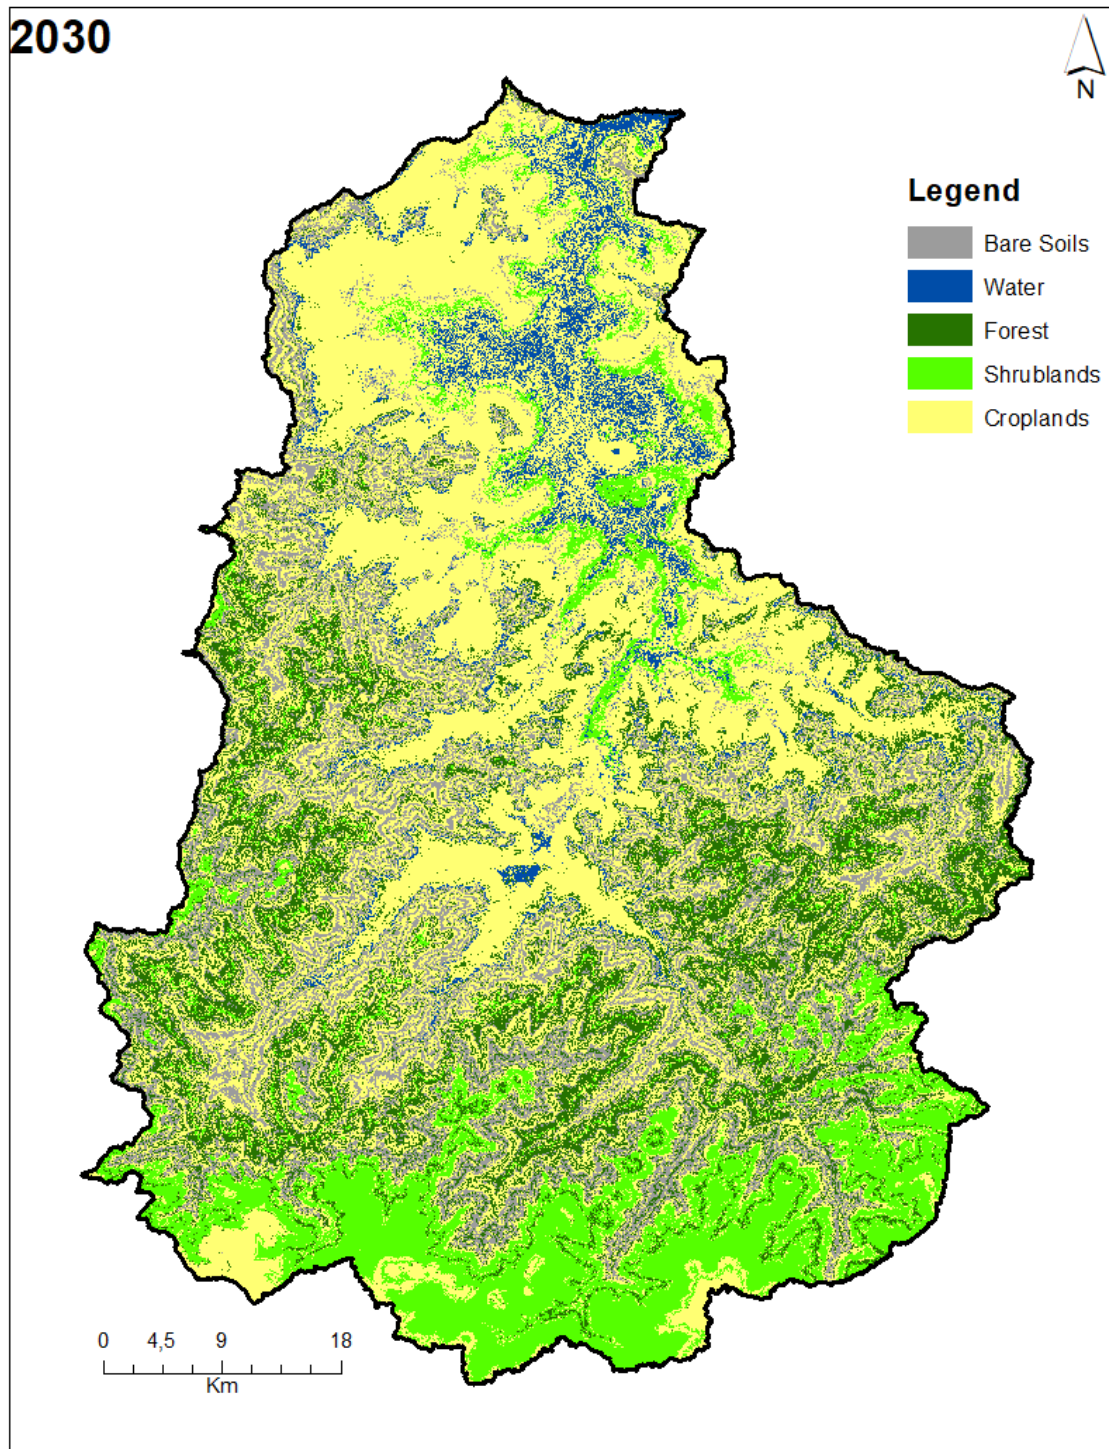 2030
N
Legend
Bare Soils
Water
Forest
Shrublands
Croplands
0 4,5 9 18
Km